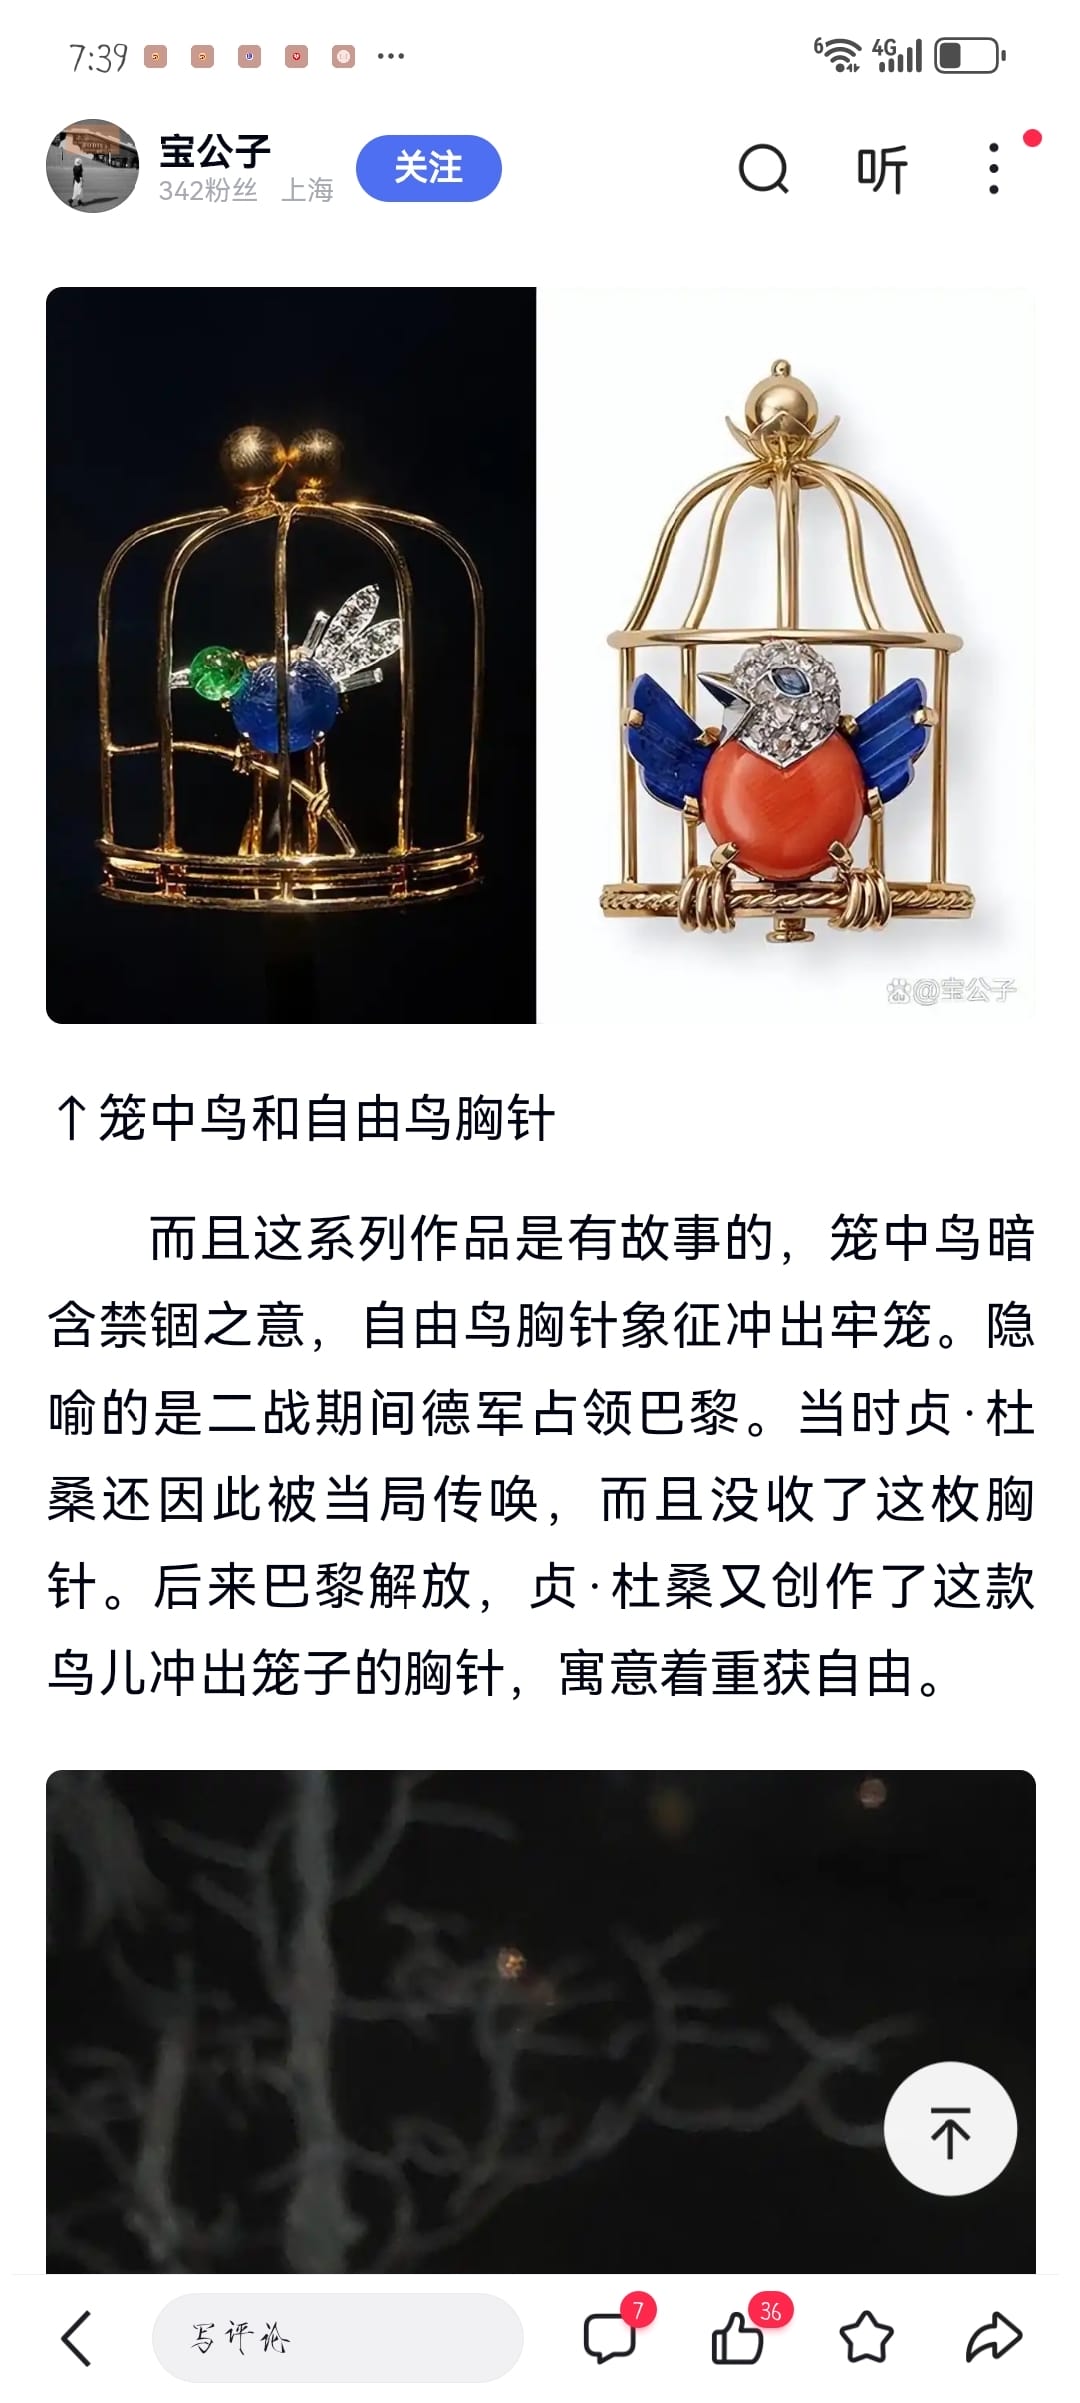 7:39
6
4G
宝公子
342粉丝 上海
关注
听
du@宝公子
↑笼中鸟和自由鸟胸针
而且这系列作品是有故事的，笼中鸟暗
含禁锢之意，自由鸟胸针象征冲出牢笼。隐
喻的是二战期间德军占领巴黎。当时贞·杜
桑还因此被当局传唤，而且没收了这枚胸
针。后来巴黎解放，贞·杜桑又创作了这款
鸟儿冲出笼子的胸针，寓意着重获自由。
写评论
7
36